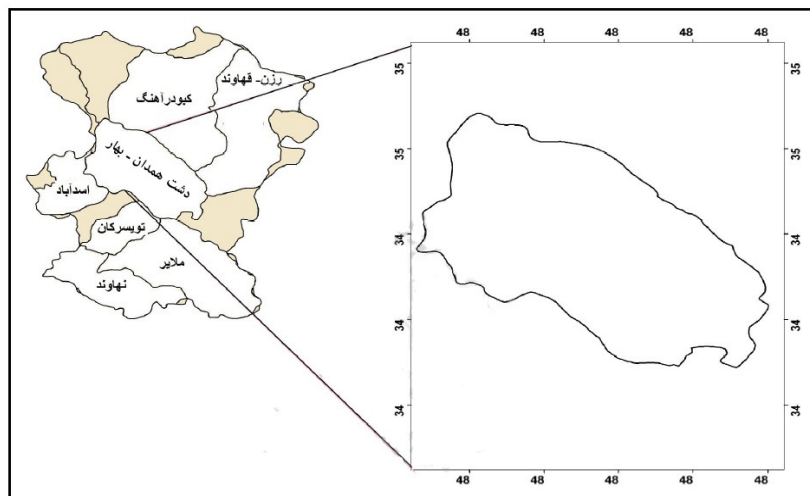 رزن- قهاوند
کبودرآهنگ
دشت همدان - بهار
اسدآباد
تویسرکان
ملایر
نهاوند
48 48 48 48 48
35 35
35 35
34 34
34 34
34 34
48 48 48 48 48